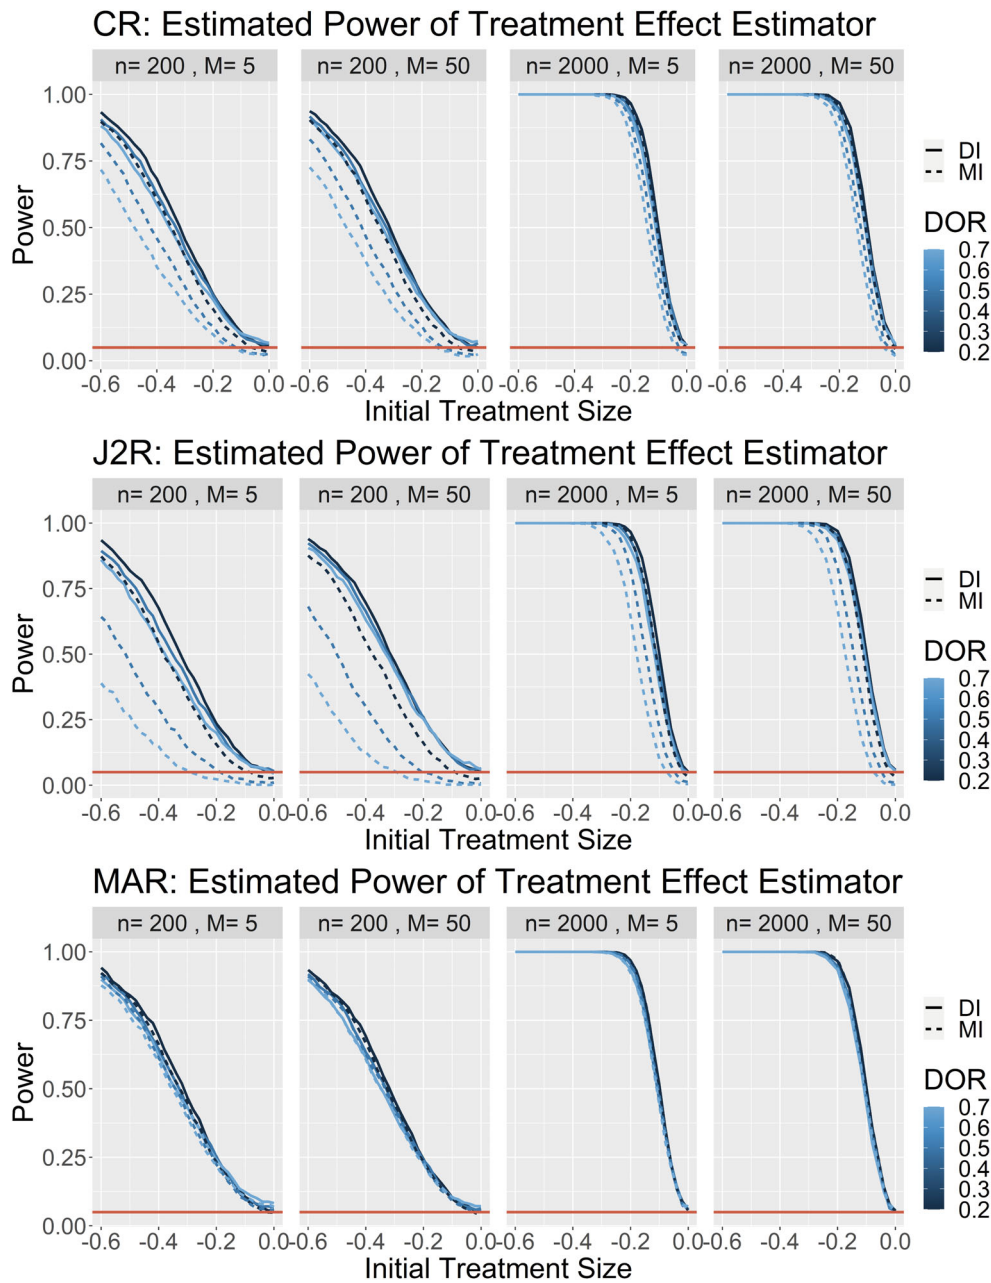 CR: Estimated Power of Treatment Effect Estimator
n= 200 , M= 5
n= 200 , M= 50
n= 2000 , M= 5
n= 2000 , M= 50
Power
1.00
0.75
0.50
0.25
0.00
-0.6 -0.4 -0.2 0.0 -0.6 -0.4 -0.2 0.0 -0.6 -0.4 -0.2 0.0 -0.6 -0.4 -0.2 0.0
Initial Treatment Size
DI
MI
DOR
0.7
0.6
0.5
0.4
0.3
0.2
J2R: Estimated Power of Treatment Effect Estimator
n= 200 , M= 5
n= 200 , M= 50
n= 2000 , M= 5
n= 2000 , M= 50
Power
1.00
0.75
0.50
0.25
0.00
-0.6 -0.4 -0.2 0.0 -0.6 -0.4 -0.2 0.0 -0.6 -0.4 -0.2 0.0 -0.6 -0.4 -0.2 0.0
Initial Treatment Size
DI
MI
DOR
0.7
0.6
0.5
0.4
0.3
0.2
MAR: Estimated Power of Treatment Effect Estimator
n= 200 , M= 5
n= 200 , M= 50
n= 2000 , M= 5
n= 2000 , M= 50
Power
1.00
0.75
0.50
0.25
0.00
-0.6 -0.4 -0.2 0.0 -0.6 -0.4 -0.2 0.0 -0.6 -0.4 -0.2 0.0 -0.6 -0.4 -0.2 0.0
Initial Treatment Size
DI
MI
DOR
0.7
0.6
0.5
0.4
0.3
0.2